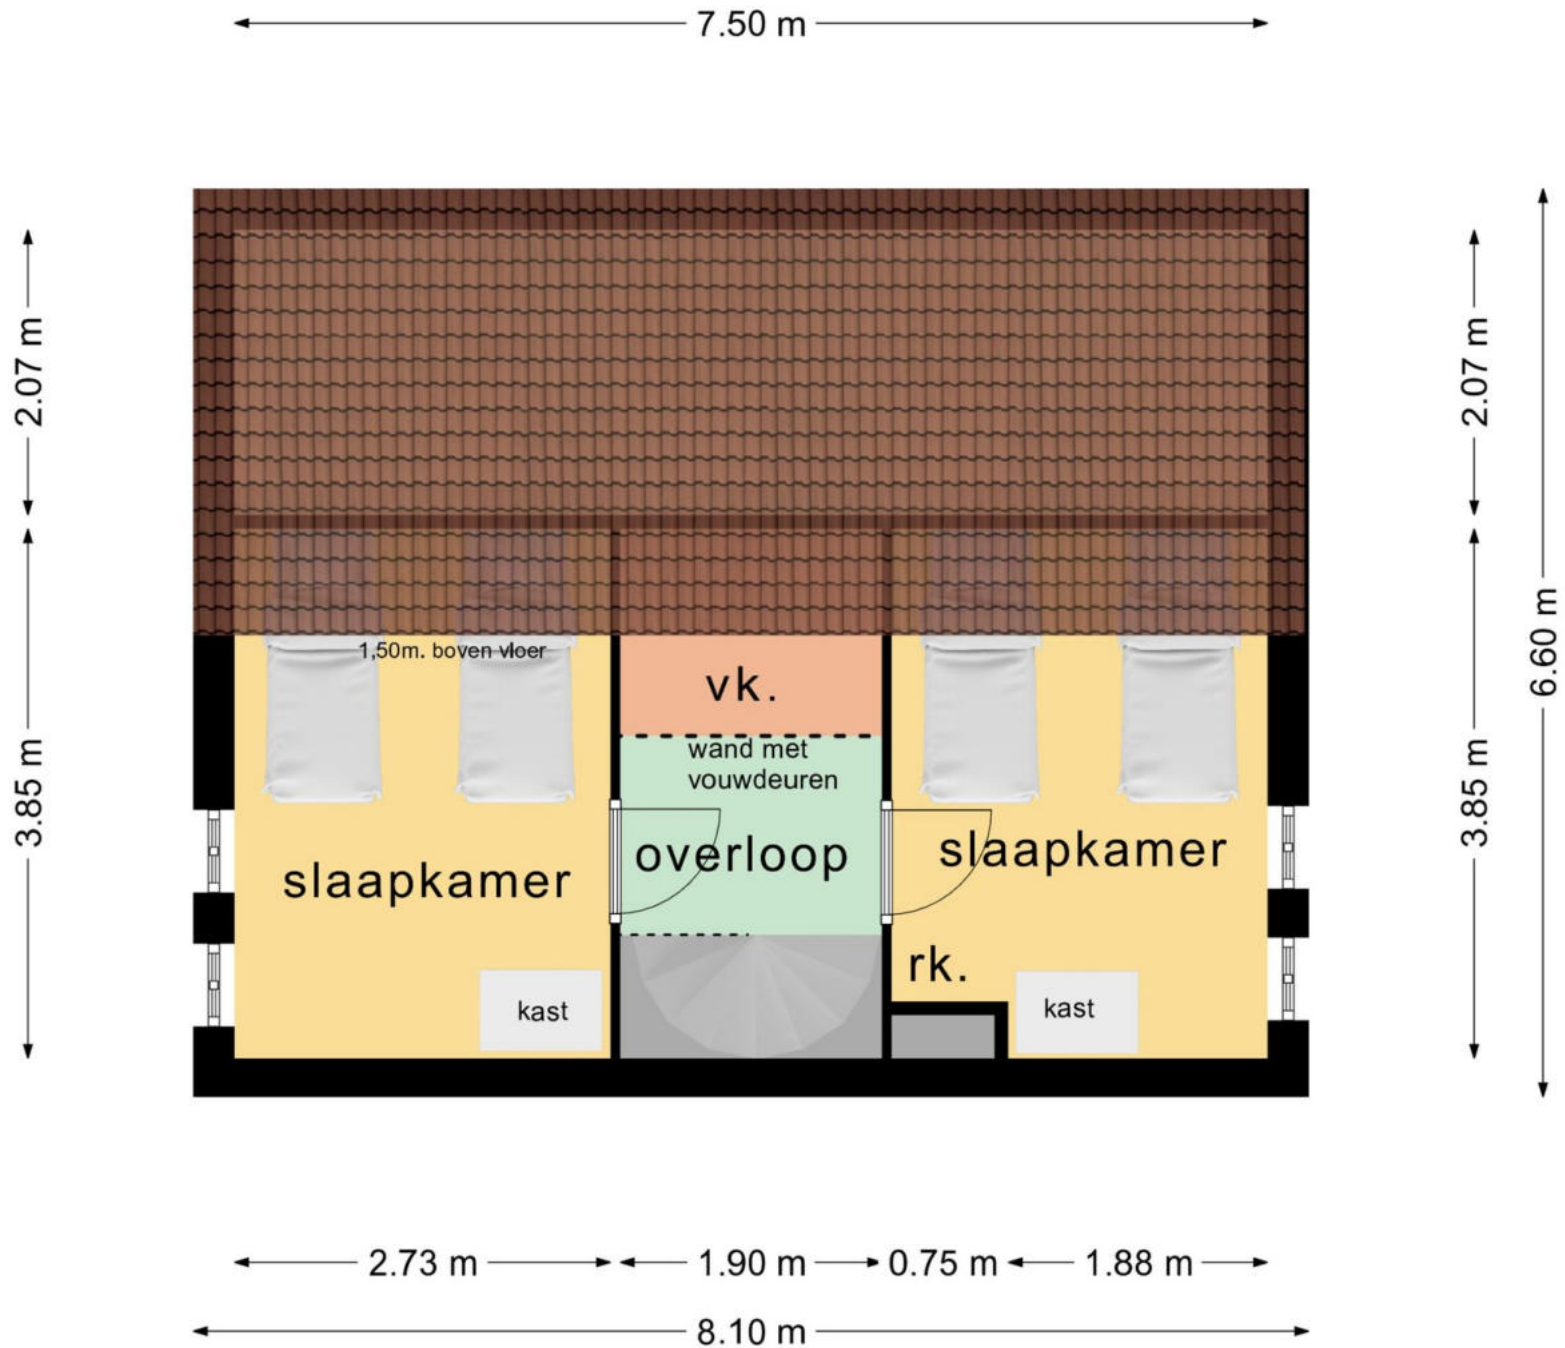 7.50 m
2.07 m
2.07 m
6.60 m
1,50m. boven vloer
vk.
wand met
vouwdeuren
3.85 m
3.85 m
slaapkamer
overloop
slaapkamer
rk.
kast
kast
2.73 m
1.90 m
0.75 m
1.88 m
8.10 m